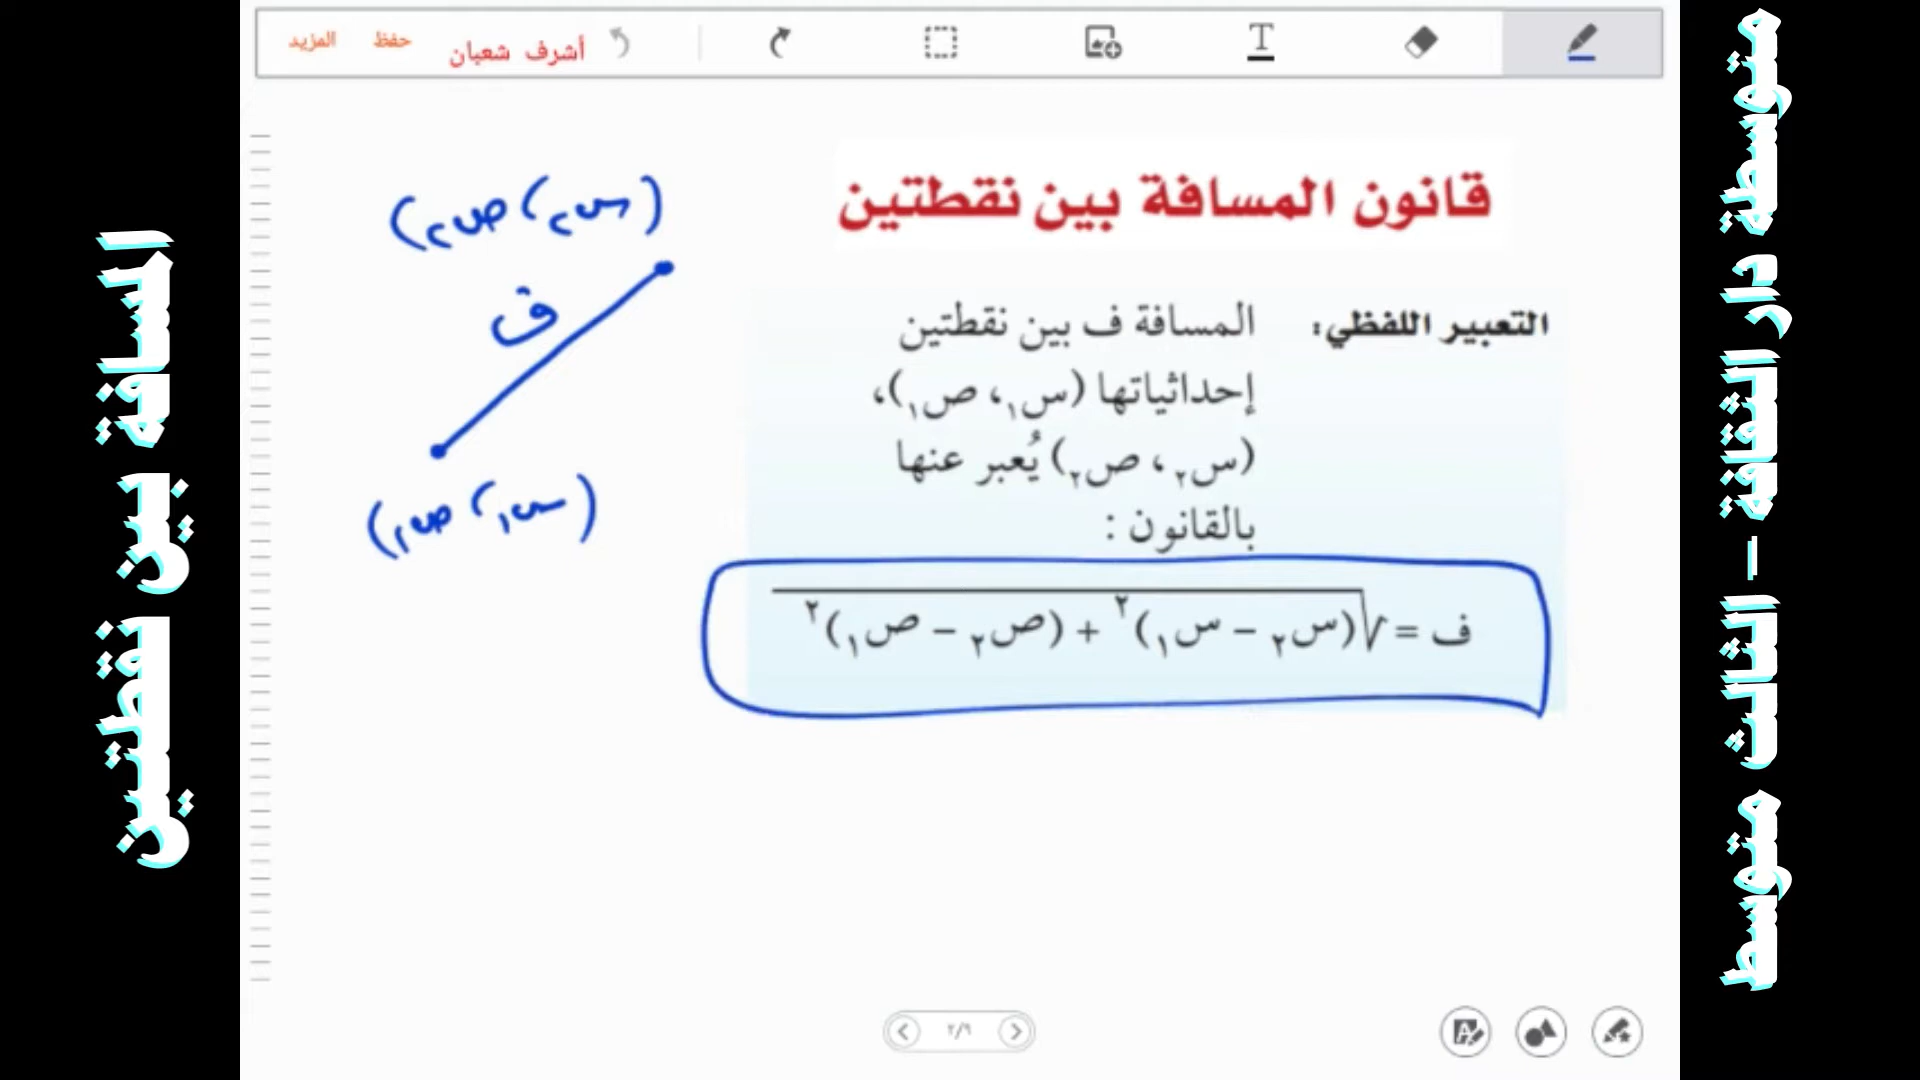 متوسطة دار الثقافة – الثالث متوسط
أشرف شعبان حفظ المزيد
T
قانون المسافة بين نقطتين
التعبير اللفظي: المسافة ف بين نقطتين
إحداثياتها (س١، ص١)،
(س٢، ص٢) يُعبر عنها
بالقانون :
ف = √(س٢ – س١)٢ + (ص٢ – ص١)٢
(س٢، ص٢)
ف
(س١، ص١)
٢/٩
A
المسافة بين نقطتين